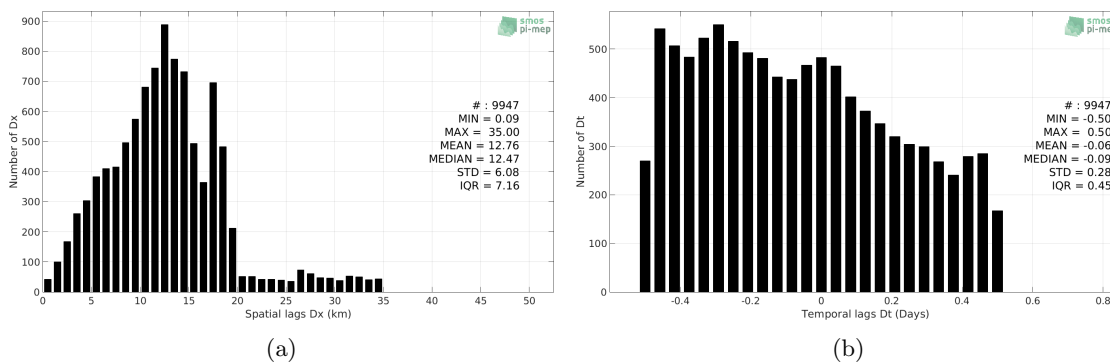 900
800
700
600
500
400
300
200
100
0
Number of Dx
0 5 10 15 20 25 30 35 40 45 50
Spatial lags Dx (km)
smos
pi-mep
# : 9947
MIN = 0.09
MAX = 35.00
MEAN = 12.76
MEDIAN = 12.47
STD = 6.08
IQR = 7.16
(a)
500
400
300
200
100
0
Number of Dt
-0.4 -0.2 0 0.2 0.4 0.6 0.8
Temporal lags Dt (Days)
smos
pi-mep
# : 9947
MIN = -0.50
MAX = 0.50
MEAN = -0.06
MEDIAN = -0.09
STD = 0.28
IQR = 0.45
(b)